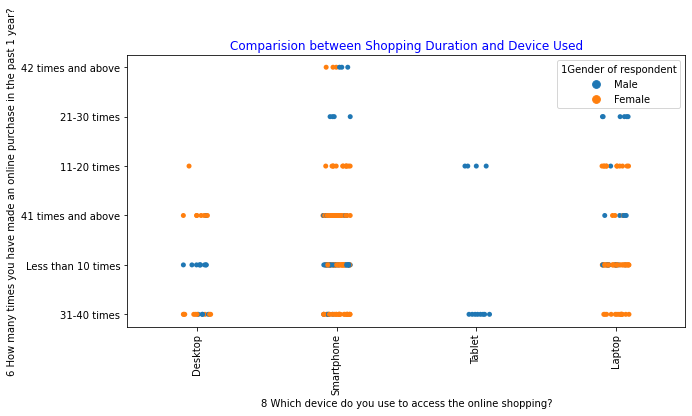 Comparision between Shopping Duration and Device Used
6 How many times you have made an online purchase in the past 1 year?
42 times and above
21-30 times
11-20 times
41 times and above
Less than 10 times
31-40 times
1Gender of respondent
Male
Female
Desktop
Smartphone
Tablet
Laptop
8 Which device do you use to access the online shopping?